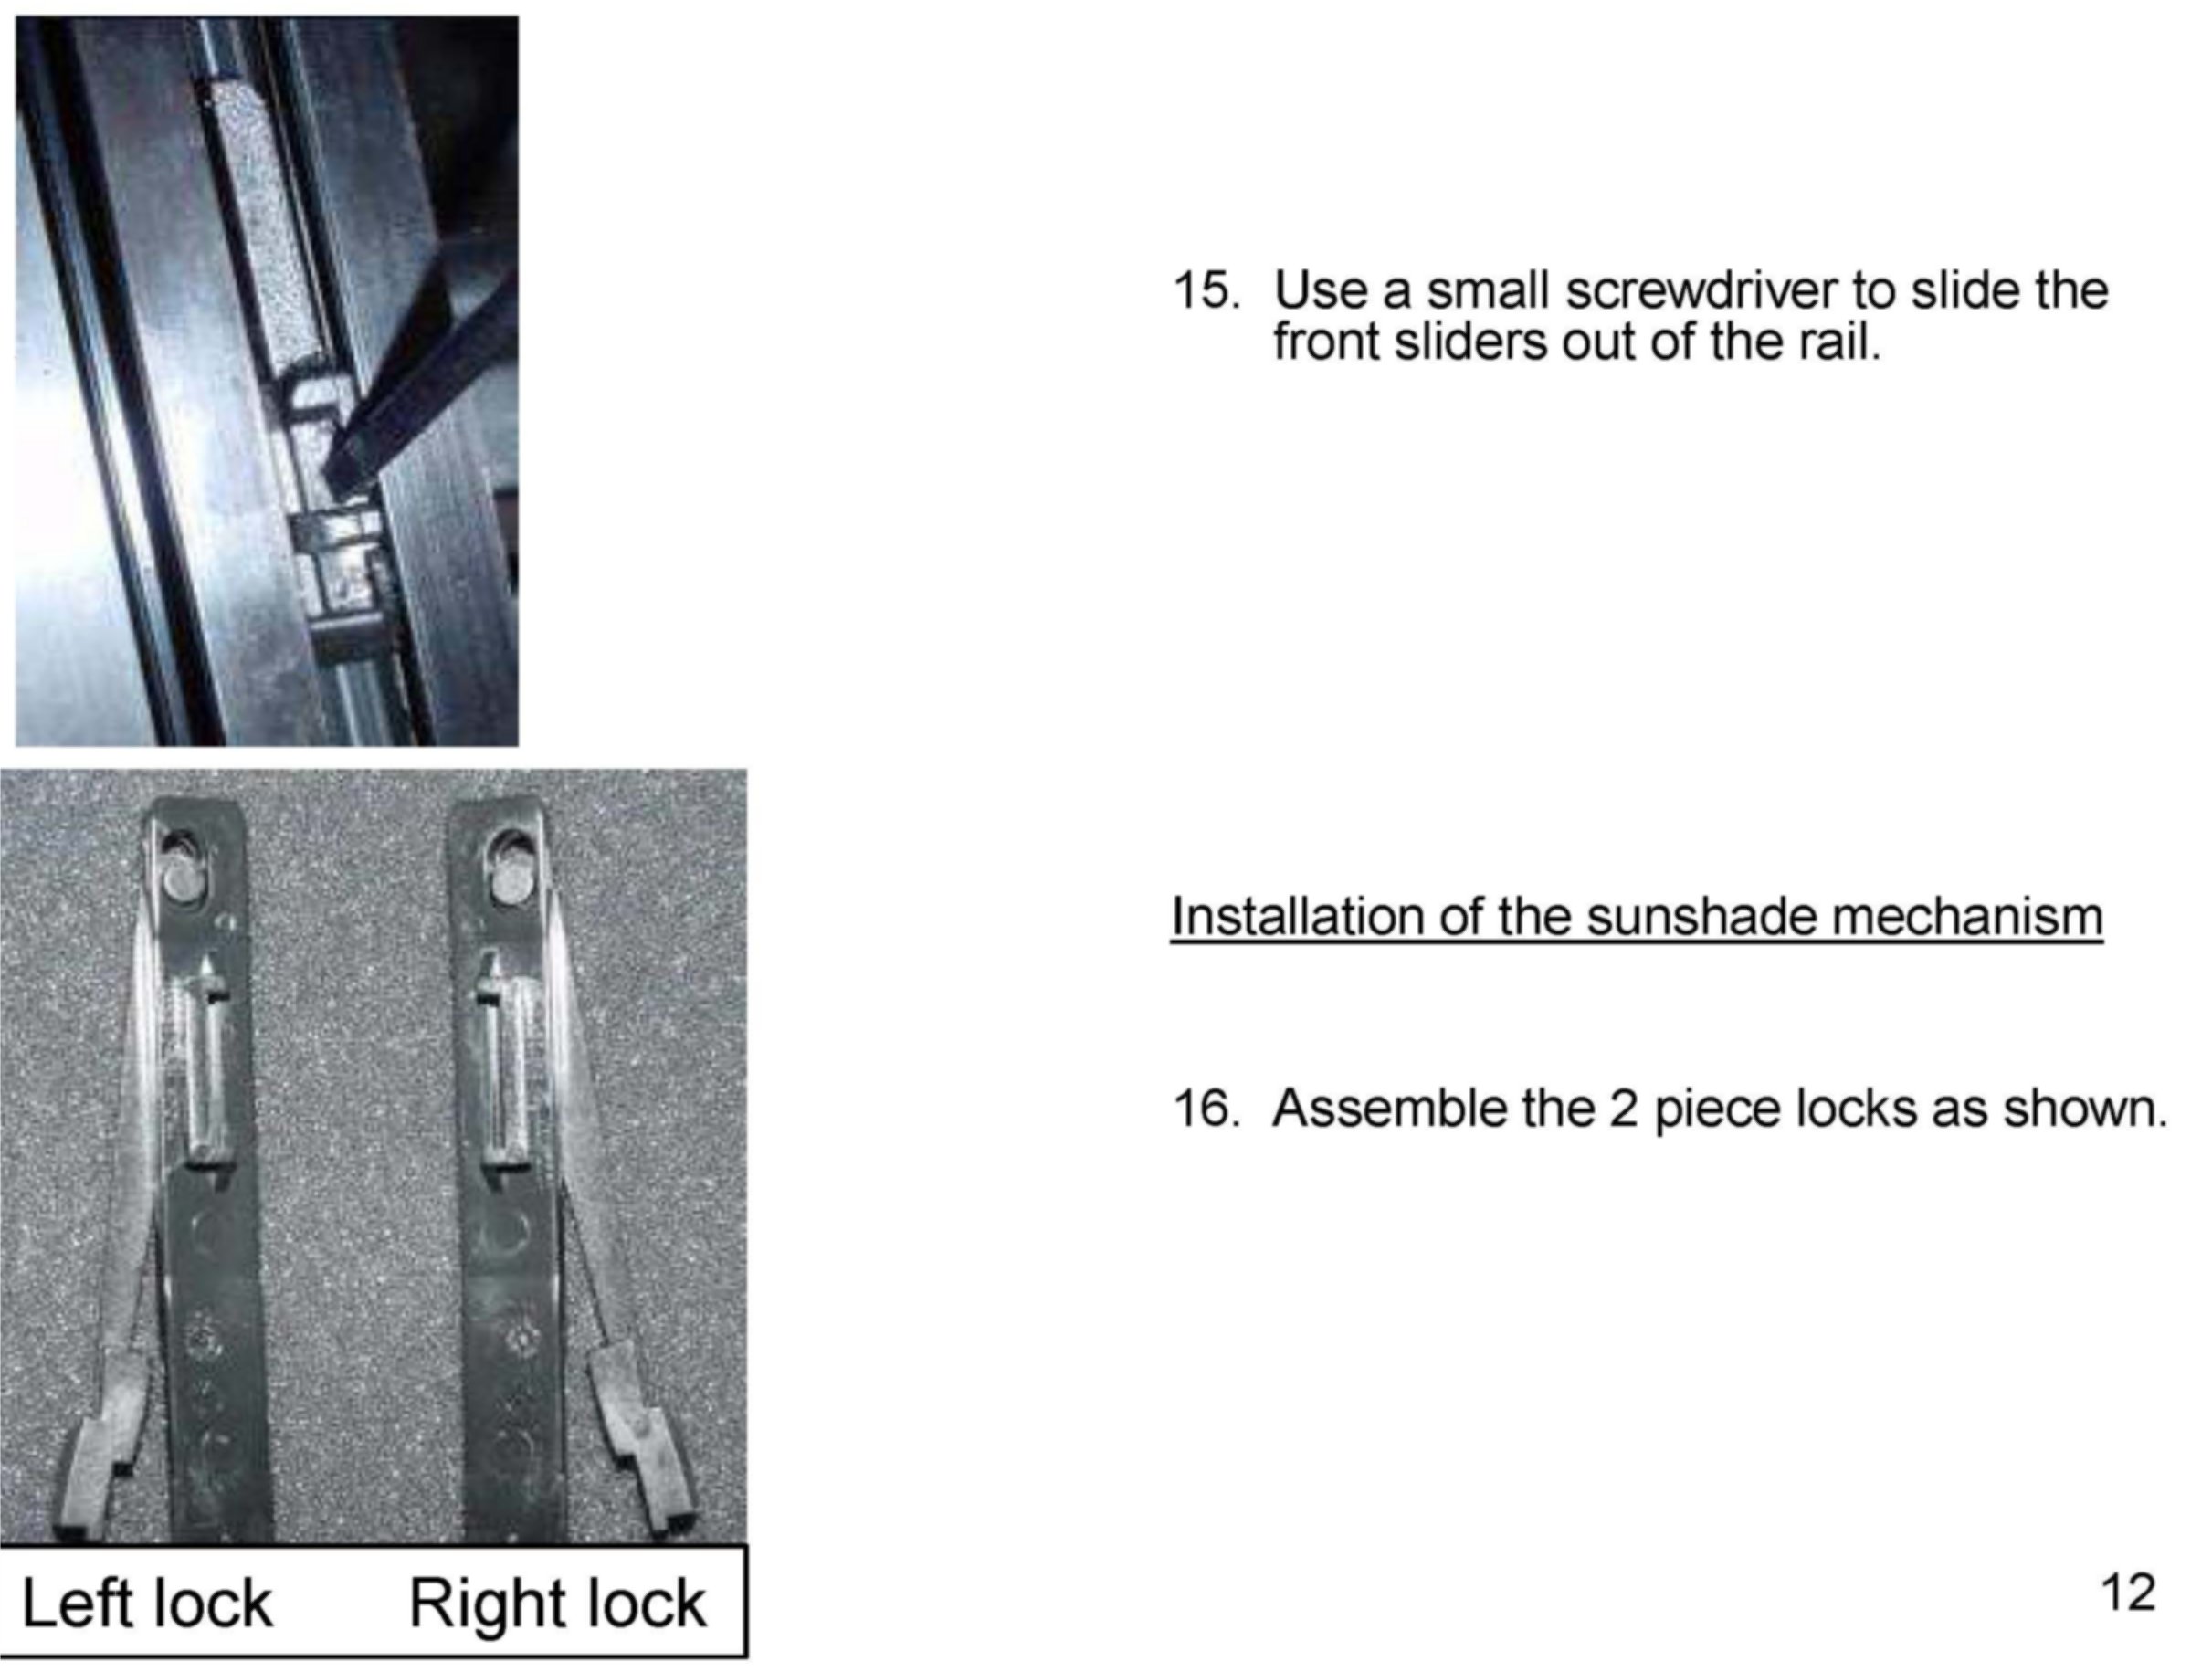 15. Use a small screwdriver to slide the
front sliders out of the rail.
Installation of the sunshade mechanism
16. Assemble the 2 piece locks as shown.
Left lock Right lock
12